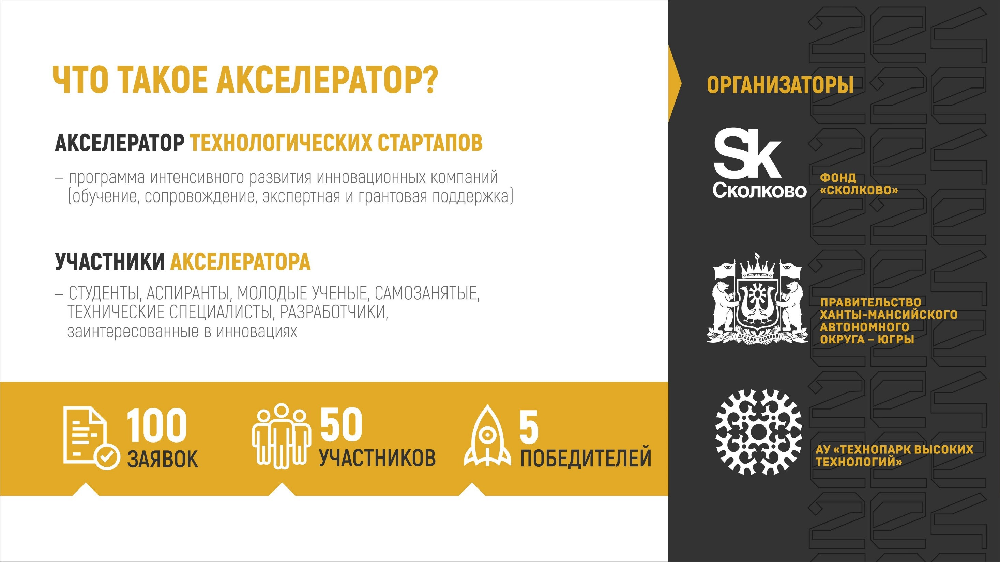 ЧТО ТАКОЕ АКСЕЛЕРАТОР?
АКСЕЛЕРАТОР ТЕХНОЛОГИЧЕСКИХ СТАРТАПОВ
– программа интенсивного развития инновационных компаний
(обучение, сопровождение, экспертная и грантовая поддержка)
УЧАСТНИКИ АКСЕЛЕРАТОРА
– СТУДЕНТЫ, АСПИРАНТЫ, МОЛОДЫЕ УЧЕНЫЕ, САМОЗАНЯТЫЕ,
ТЕХНИЧЕСКИЕ СПЕЦИАЛИСТЫ, РАЗРАБОТЧИКИ,
заинтересованные в инновациях
100
ЗАЯВОК
50
УЧАСТНИКОВ
5
ПОБЕДИТЕЛЕЙ
ОРГАНИЗАТОРЫ
Sk
Сколково
ФОНД
«СКОЛКОВО»
ДЕЛАМИ ВЕЛИКАЯ
ПРАВИТЕЛЬСТВО
ХАНТЫ-МАНСИЙСКОГО
АВТОНОМНОГО
ОКРУГА – ЮГРЫ
АУ «ТЕХНОПАРК ВЫСОКИХ
ТЕХНОЛОГИЙ»